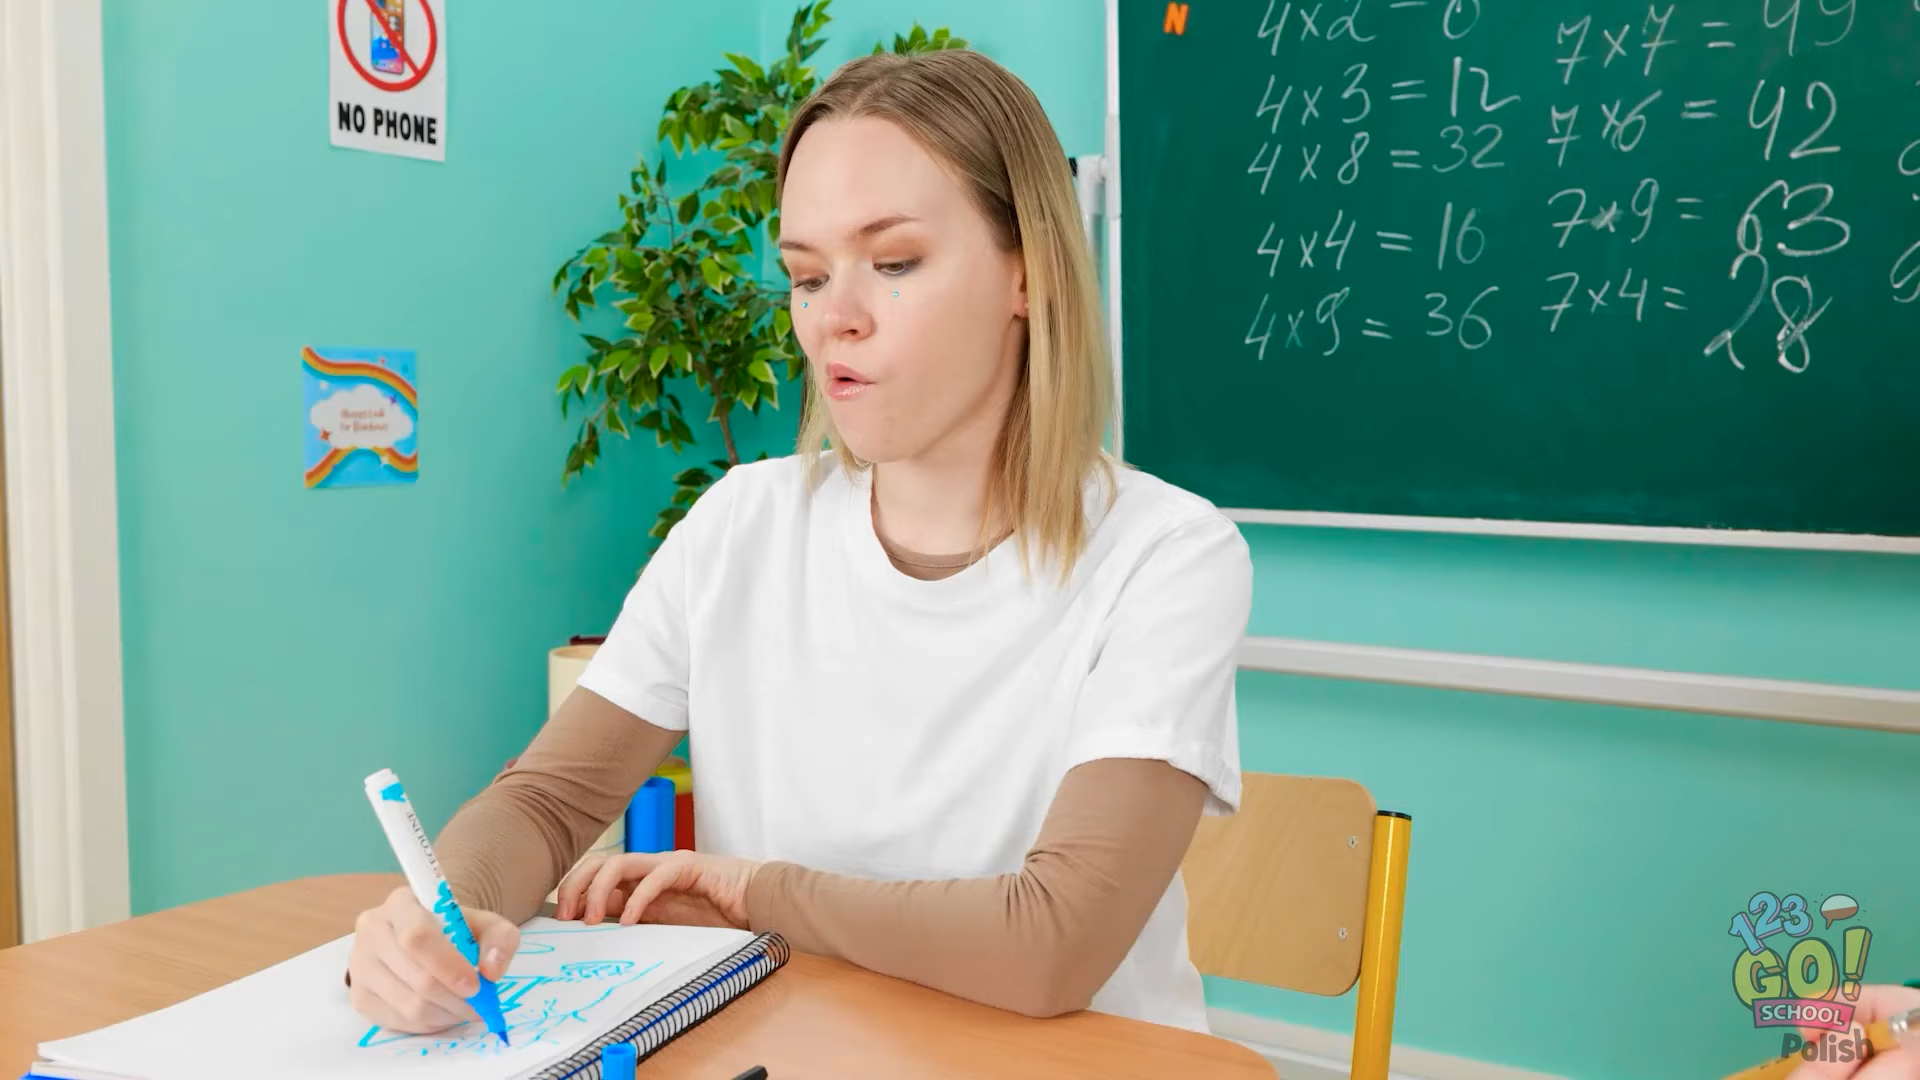 NO PHONE
N
4x2=8
4x3=12
4x8=32
4x4=16
4x9=36
7x7=49
7x6=42
7x9=63
7x4=28
123
GO!
SCHOOL
Polish